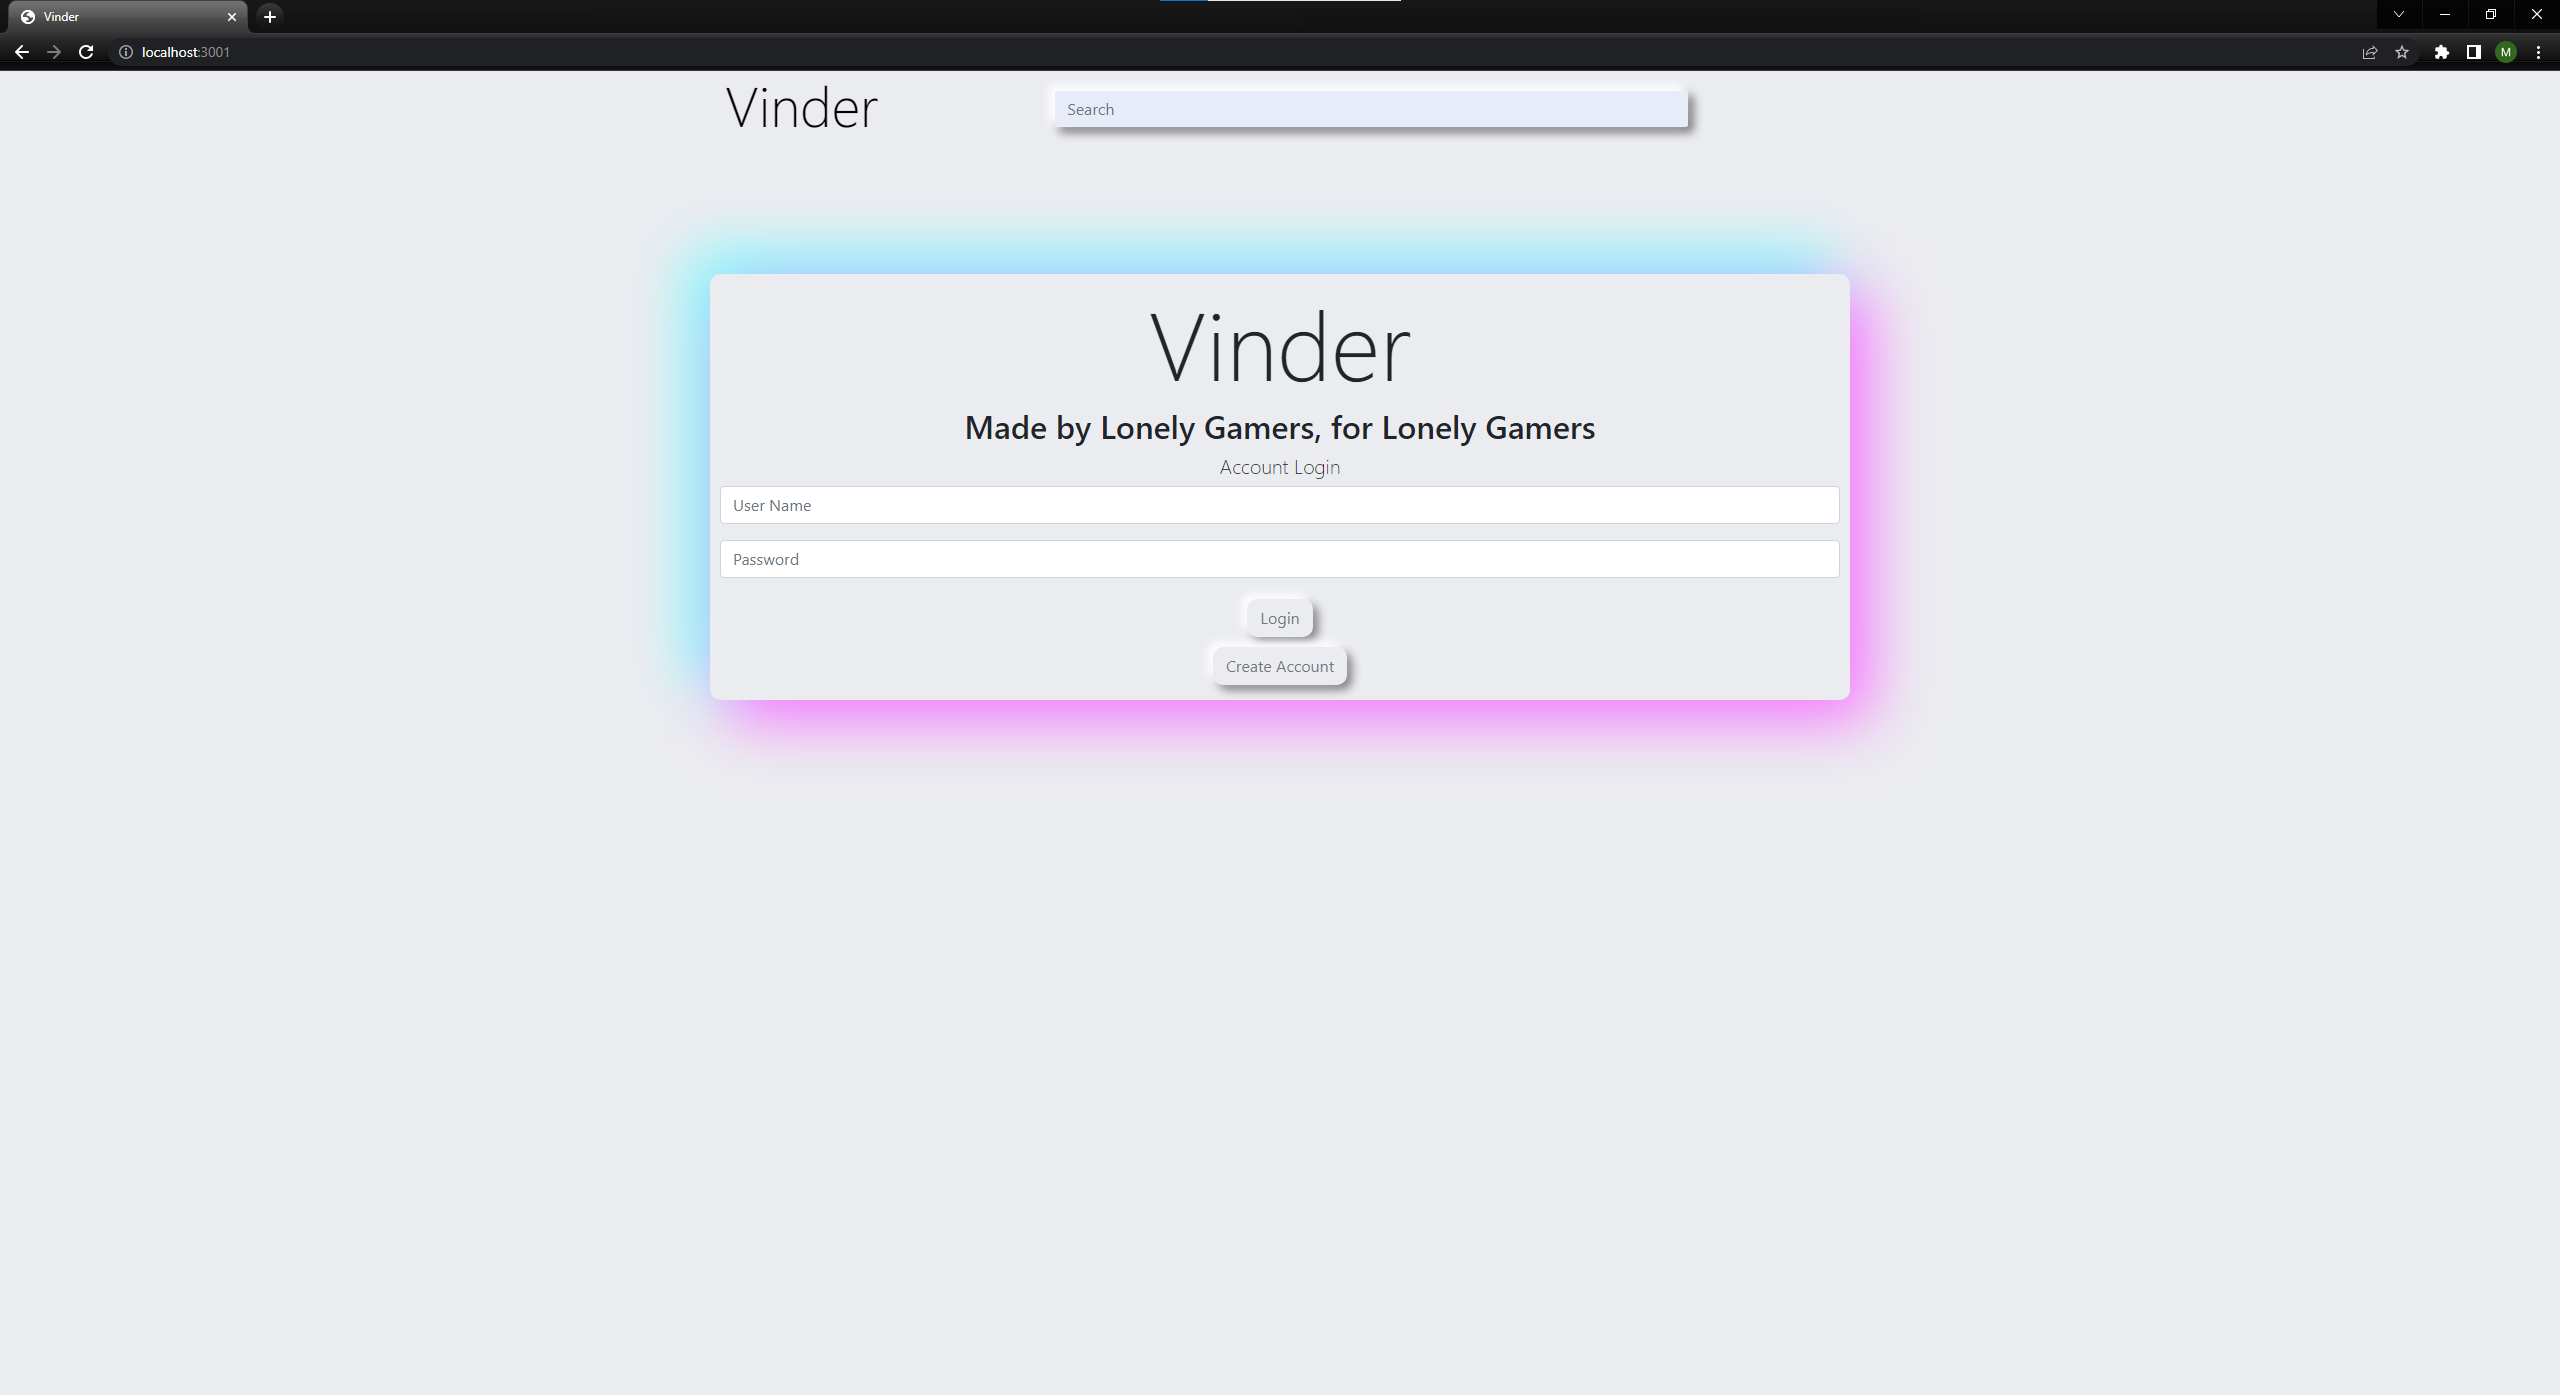 Vinder
localhost:3001
M
Vinder
Search
Vinder
Made by Lonely Gamers, for Lonely Gamers
Account Login
User Name
Password
Login
Create Account